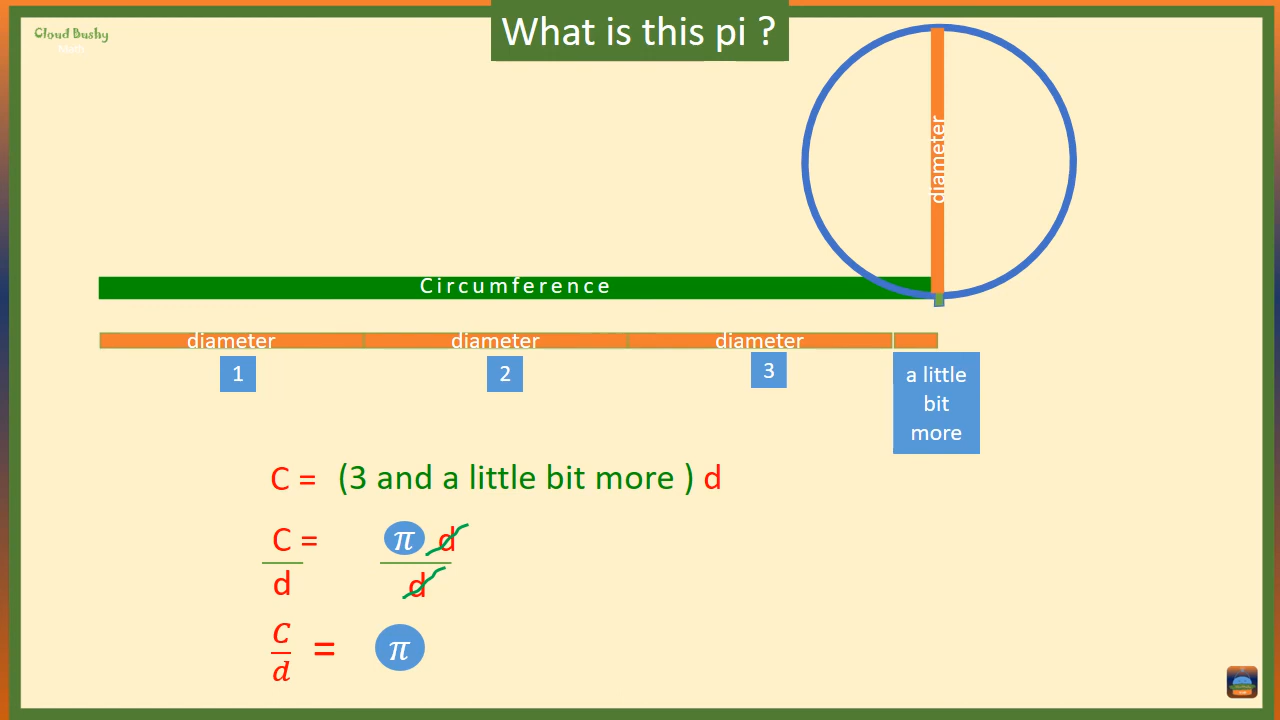 Cloud Bushy
Math
What is this pi ?
diameter
Circumference
diameter diameter diameter
1 2 3
a little
bit
more
C = (3 and a little bit more ) d
C = π d
d d
C/d = π